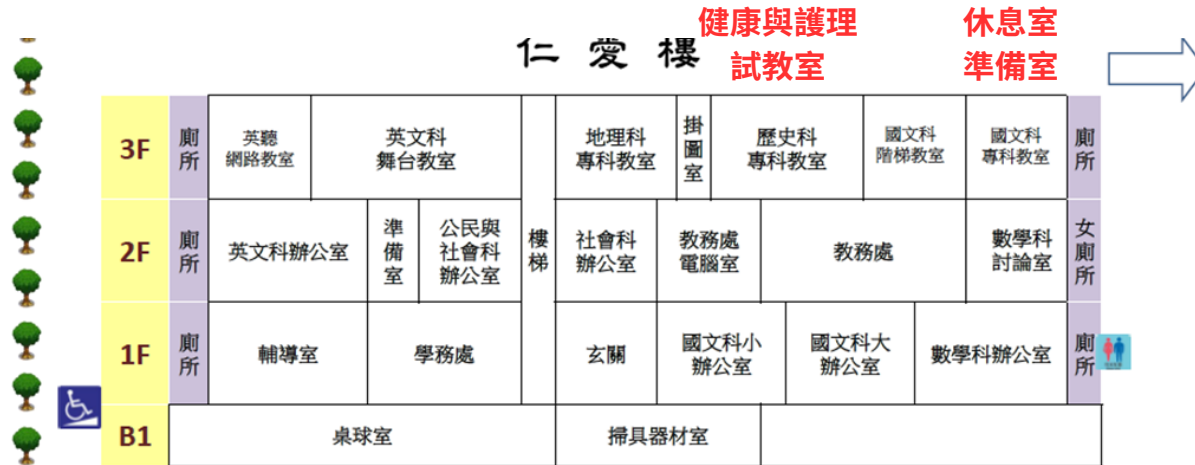 健康與護理
試教室
休息室
準備室
仁愛樓
3F
廁所
英聽
網路教室
英文科
舞台教室
地理科
專科教室
掛圖室
歷史科
專科教室
國文科
階梯教室
國文科
專科教室
廁所
2F
廁所
英文科辦公室
準備室
公民與
社會科
辦公室
樓梯
社會科
辦公室
教務處
電腦室
教務處
數學科
討論室
女廁所
1F
廁所
輔導室
學務處
玄關
國文科小
辦公室
國文科大
辦公室
數學科辦公室
廁所
B1
桌球室
掃具器材室